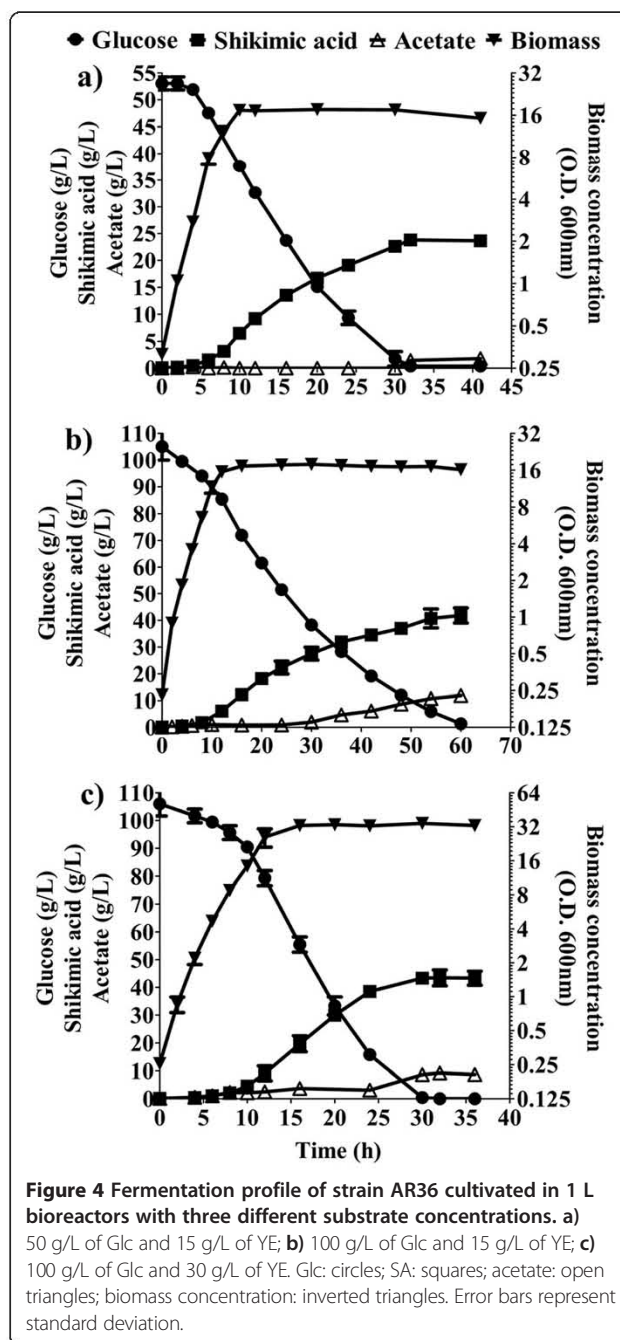 Glucose Shikimic acid Acetate Biomass
a)
Glucose (g/L)
Shikimic acid (g/L)
Acetate (g/L)
55
50
45
40
35
30
25
20
15
10
5
0
0 5 10 15 20 25 30 35 40 45
32
16
8
4
2
1
0.5
0.25
Biomass concentration
(O.D. 600nm)
b)
Glucose (g/L)
Shikimic acid (g/L)
Acetate (g/L)
110
100
90
80
70
60
50
40
30
20
10
0
0 10 20 30 40 50 60 70
32
16
8
4
2
1
0.5
0.25
0.125
Biomass concentration
(O.D. 600nm)
c)
Glucose (g/L)
Shikimic acid (g/L)
Acetate (g/L)
110
100
90
80
70
60
50
40
30
20
10
0
0 5 10 15 20 25 30 35 40
64
32
16
8
4
2
1
0.5
0.25
0.125
Biomass concentration
(O.D. 600nm)
Time (h)
Figure 4 Fermentation profile of strain AR36 cultivated in 1 L
bioreactors with three different substrate concentrations. a)
50 g/L of Glc and 15 g/L of YE; b) 100 g/L of Glc and 15 g/L of YE; c)
100 g/L of Glc and 30 g/L of YE. Glc: circles; SA: squares; acetate: open
triangles; biomass concentration: inverted triangles. Error bars represent
standard deviation.